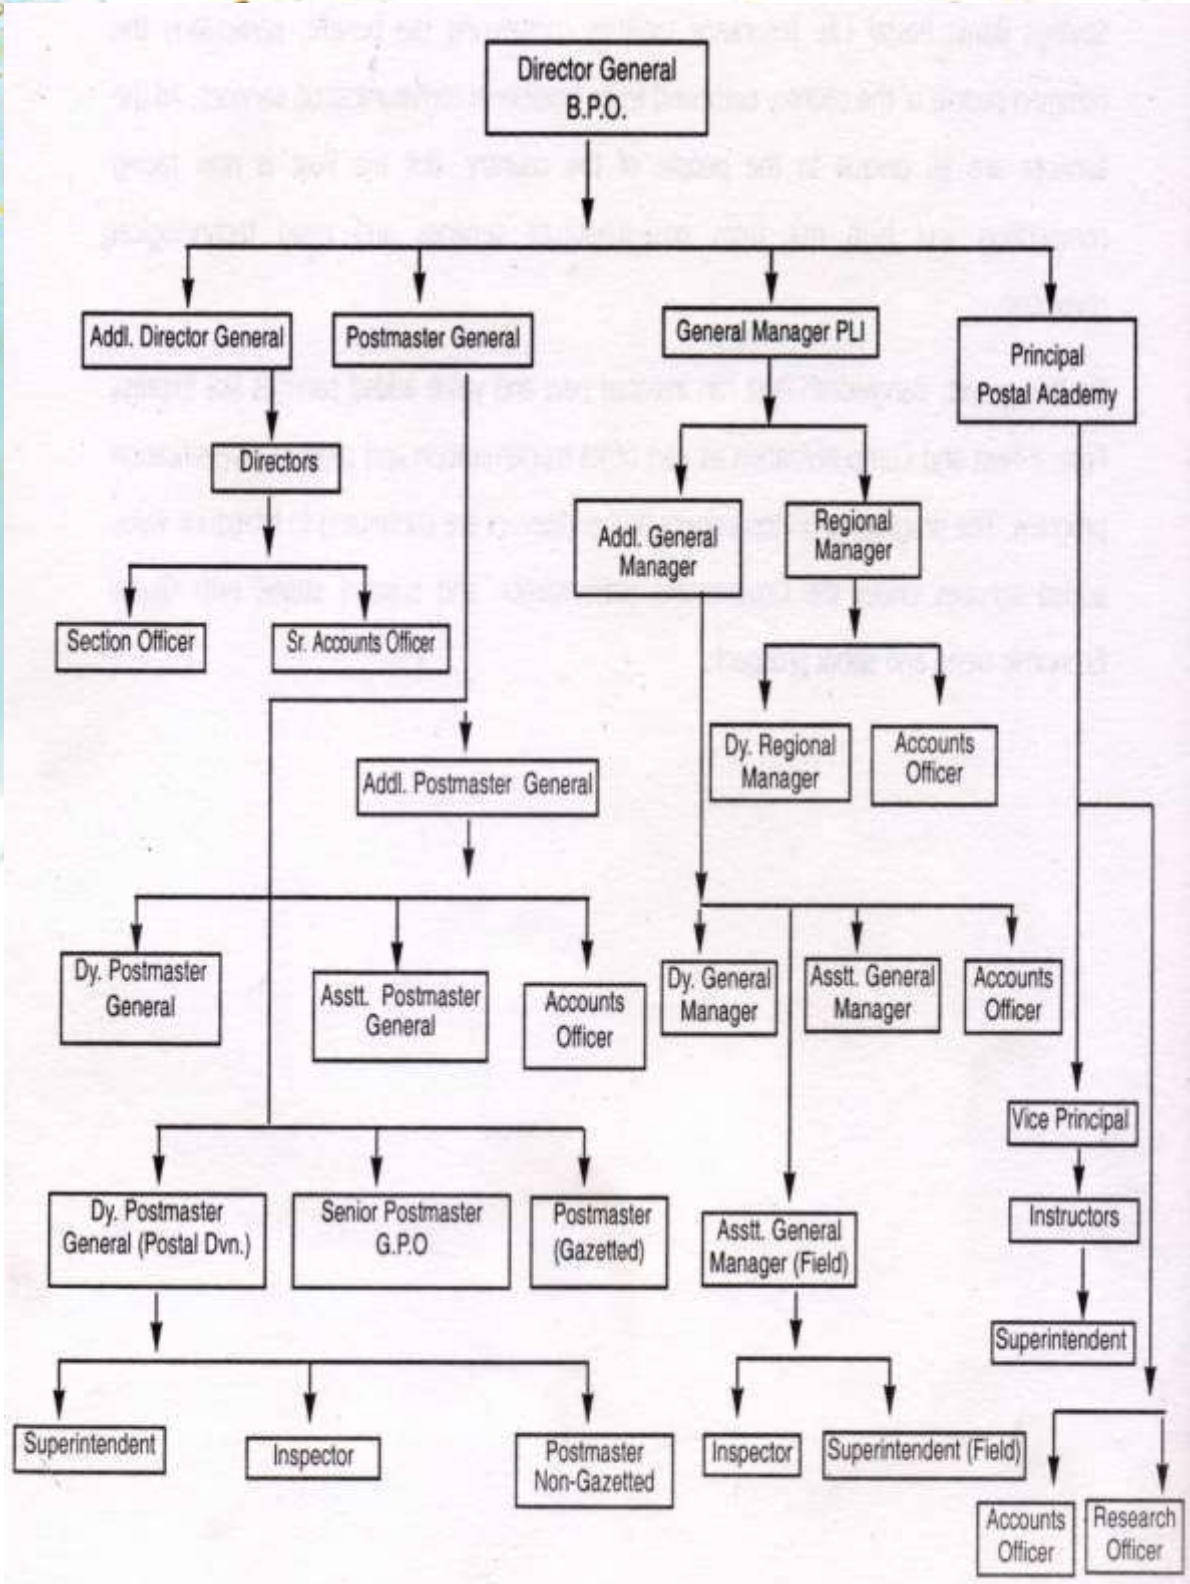 Director General
B.P.O.
Addl. Director General
Postmaster General
General Manager PLI
Principal
Postal Academy
Directors
Addl. General
Manager
Regional
Manager
Section Officer
Sr. Accounts Officer
Dy. Regional
Manager
Accounts
Officer
Addl. Postmaster General
Dy. Postmaster
General
Asstt. Postmaster
General
Accounts
Officer
Dy. General
Manager
Asstt. General
Manager
Accounts
Officer
Vice Principal
Dy. Postmaster
General (Postal Dvn.)
Senior Postmaster
G.P.O
Postmaster
(Gazetted)
Asstt. General
Manager (Field)
Instructors
Superintendent
Superintendent
Inspector
Postmaster
Non-Gazetted
Inspector
Superintendent (Field)
Accounts
Officer
Research
Officer